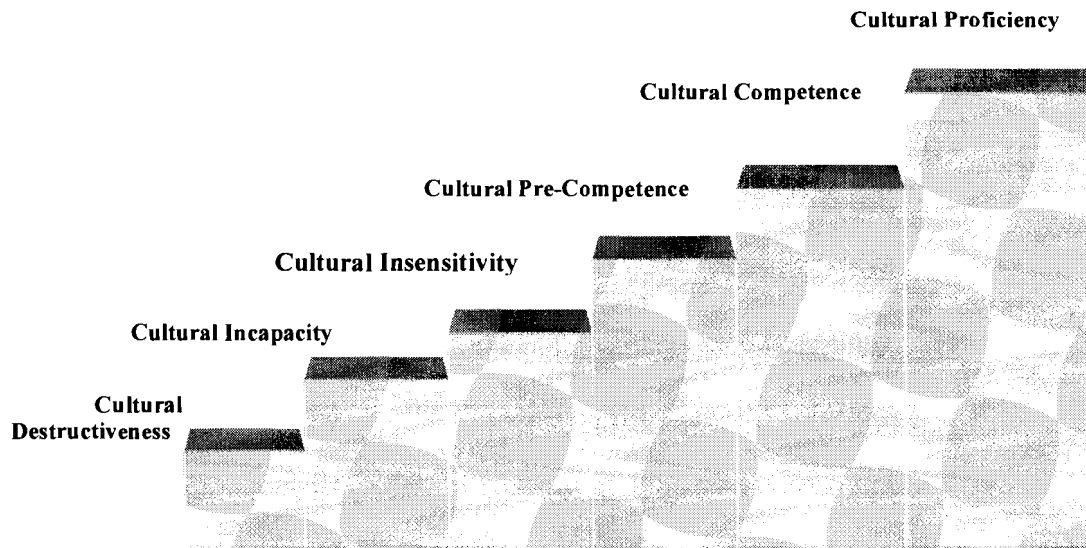 Cultural Proficiency
Cultural Competence
Cultural Pre-Competence
Cultural Insensitivity
Cultural Incapacity
Cultural
Destructiveness